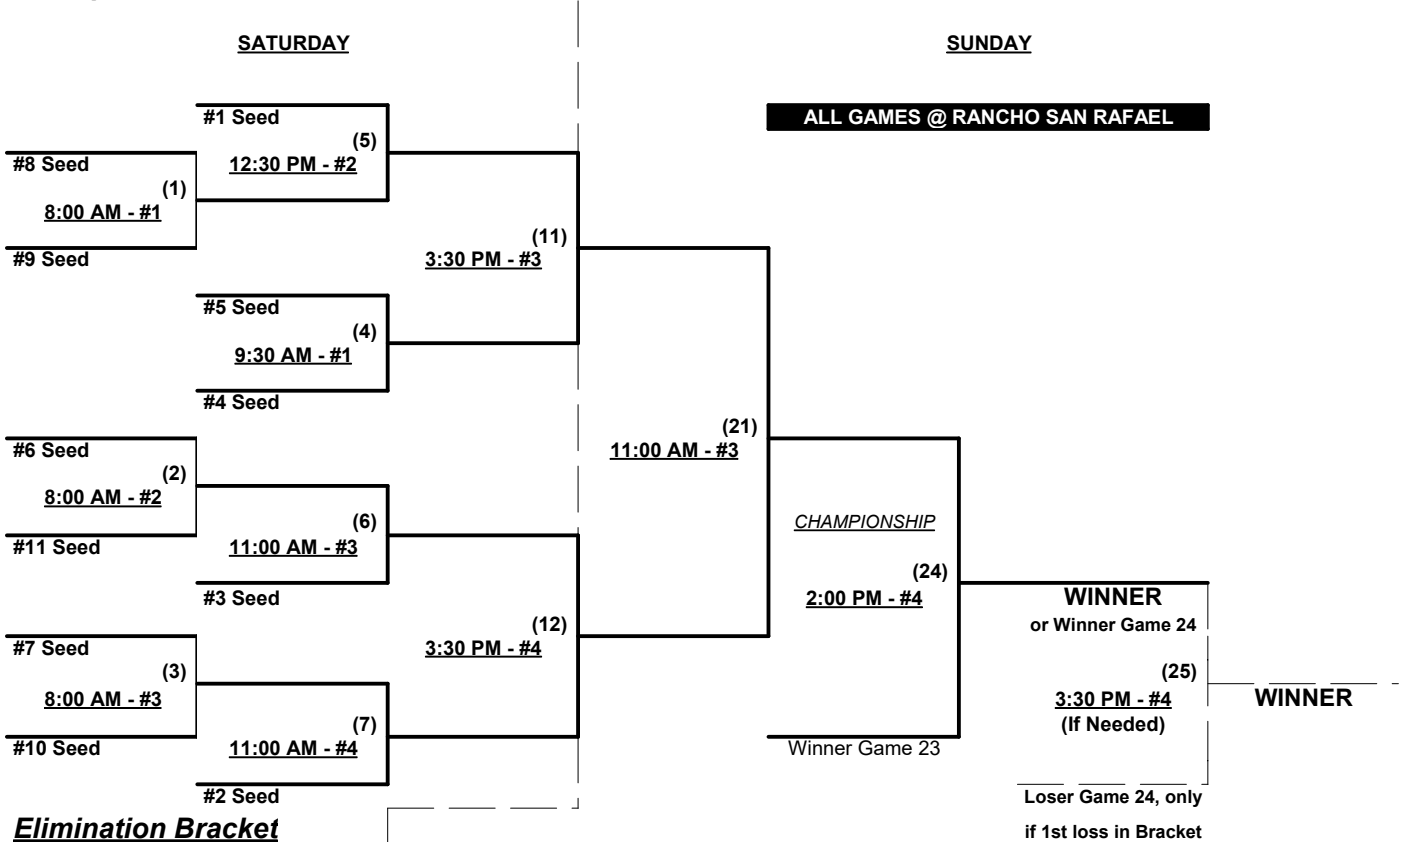 SATURDAY
SUNDAY
ALL GAMES @ RANCHO SAN RAFAEL
#1 Seed
(5)
12:30 PM - #2
#8 Seed
(1)
8:00 AM - #1
#9 Seed
(11)
3:30 PM - #3
#5 Seed
(4)
9:30 AM - #1
#4 Seed
#6 Seed
(2)
8:00 AM - #2
#11 Seed
(6)
11:00 AM - #3
#3 Seed
(21)
11:00 AM - #3
CHAMPIONSHIP
(24)
2:00 PM - #4
WINNER
or Winner Game 24
(12)
3:30 PM - #4
#7 Seed
(3)
8:00 AM - #3
#10 Seed
(7)
11:00 AM - #4
#2 Seed
Winner Game 23
(25)
3:30 PM - #4
(If Needed)
WINNER
Loser Game 24, only
if 1st loss in Bracket
Elimination Bracket